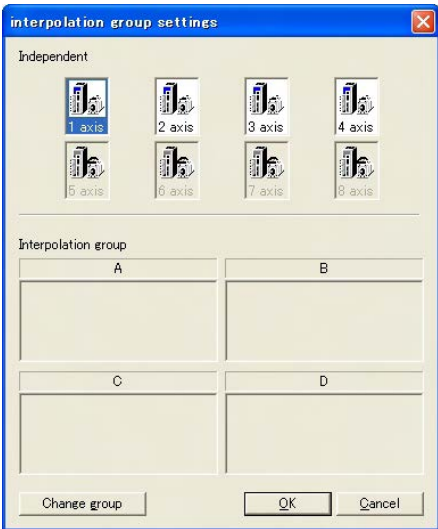 interpolation group settings
Independent
1 axis 2 axis 3 axis 4 axis
5 axis 6 axis 7 axis 8 axis
Interpolation group
A B
C D
Change group OK Cancel